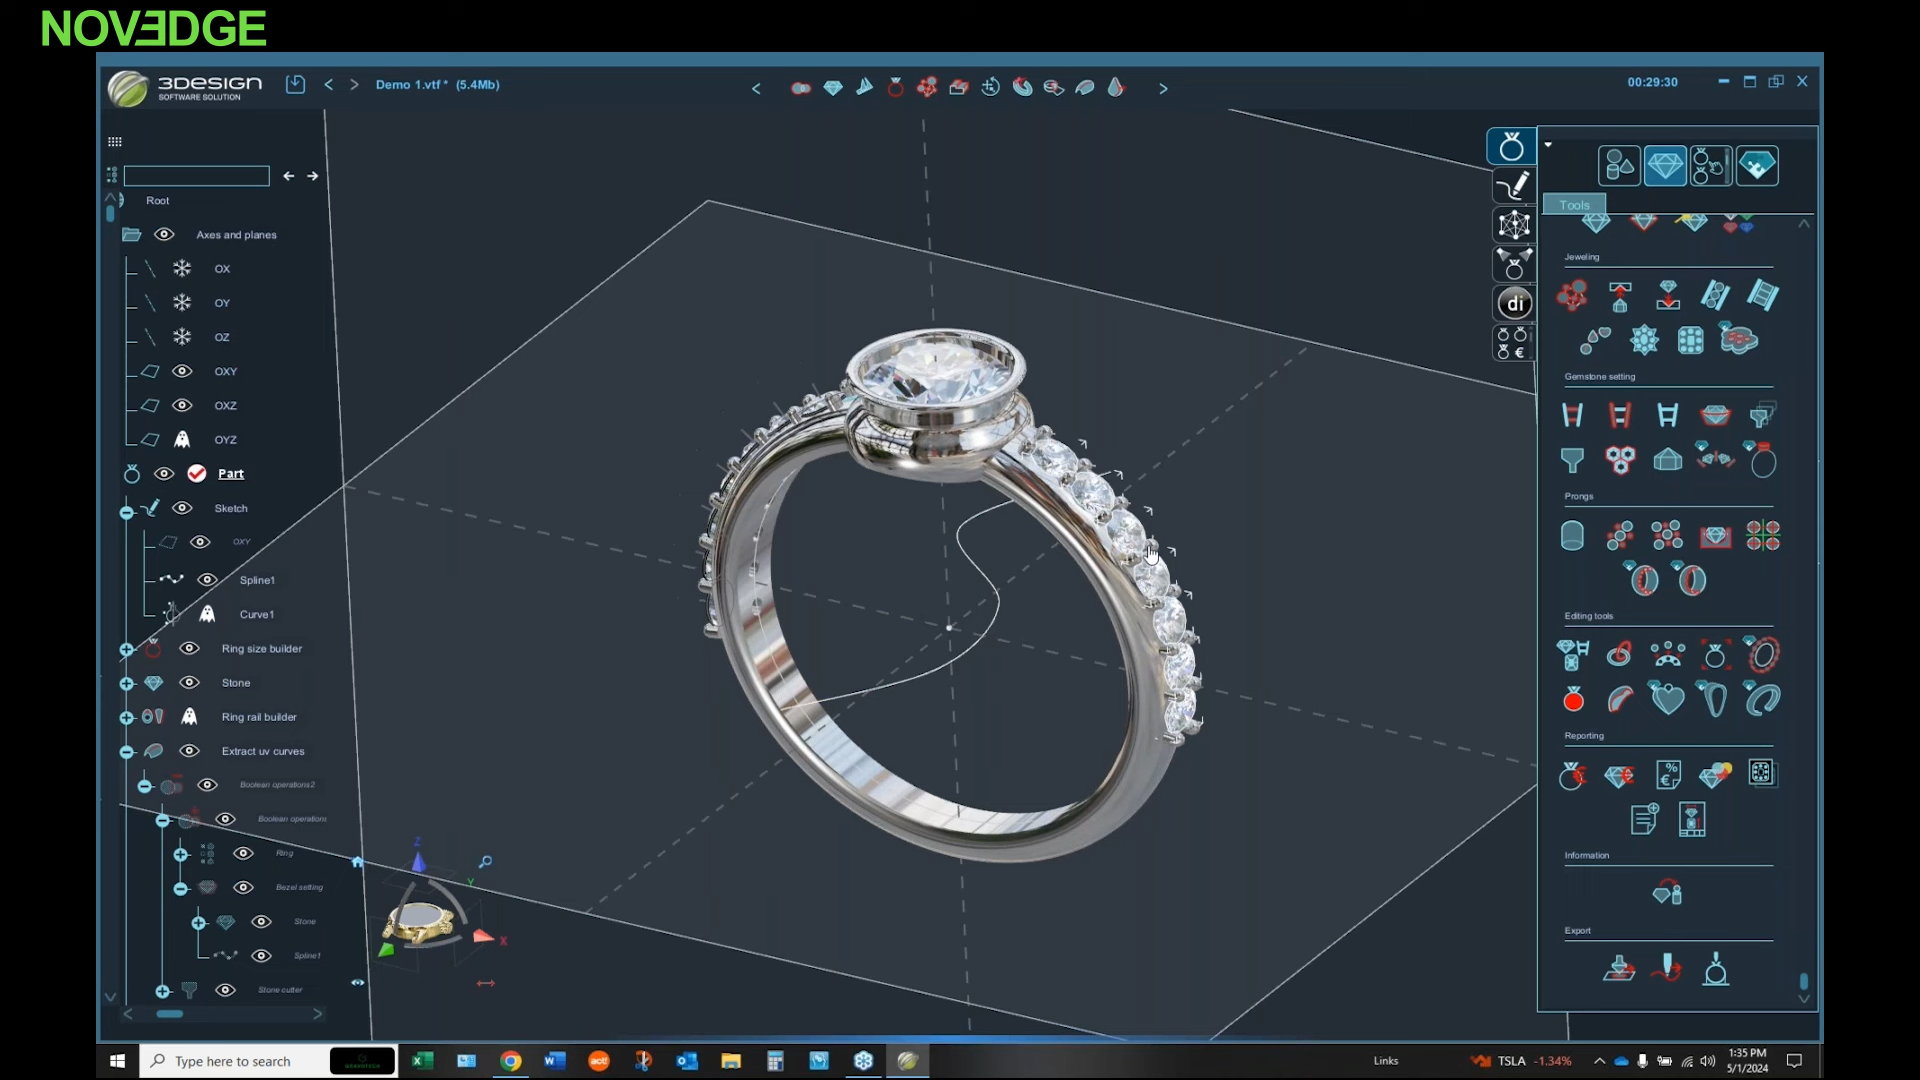 NOVEDGE
3DESIGN
SOFTWARE SOLUTION
Demo 1.vtf * (5.4Mb)
00:29:30
Root
Axes and planes
OX
OY
OZ
OXY
OXZ
OYZ
Part
Sketch
OXY
Spline1
Curve1
Ring size builder
Stone
Ring rail builder
Extract uv curves
Boolean operations2
Boolean operations
Ring
Bezel setting
Stone
Spline1
Stone cutter
Z
Y
X
di
€
Tools
Jeweling
Gemstone setting
Prongs
Editing tools
Reporting
Information
Export
Type here to search
act!
Links
TSLA -1.34%
1:35 PM
5/1/2024